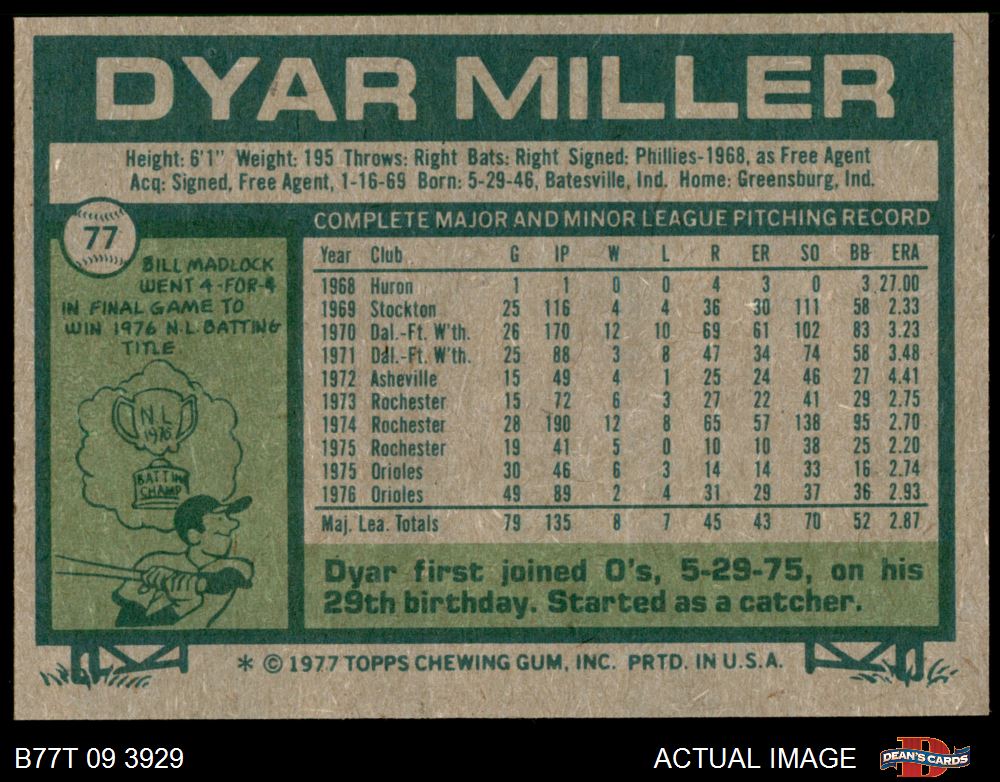 DYAR MILLER
Height: 6'1" Weight: 195 Throws: Right Bats: Right Signed: Phillies-1968, as Free Agent
Acq: Signed, Free Agent, 1-16-69 Born: 5-29-46, Batesville, Ind. Home: Greensburg, Ind.
77
BILL MADLOCK
WENT 4-FOR-4
IN FINAL GAME TO
WIN 1976 N.L. BATTING
TITLE
N.L.
1976
BATTING
CHAMP
COMPLETE MAJOR AND MINOR LEAGUE PITCHING RECORD
Year Club G IP W L R ER SO BB ERA
1968 Huron 1 1 0 0 4 3 0 3 27.00
1969 Stockton 25 116 4 4 36 30 111 58 2.33
1970 Dal.-Ft. W'th. 26 170 12 10 69 61 102 83 3.23
1971 Dal.-Ft. W'th. 25 88 3 8 47 34 74 58 3.48
1972 Asheville 15 49 4 1 25 24 46 27 4.41
1973 Rochester 15 72 6 3 27 22 41 29 2.75
1974 Rochester 28 190 12 8 65 57 138 95 2.70
1975 Rochester 19 41 5 0 10 10 38 25 2.20
1975 Orioles 30 46 6 3 14 14 33 16 2.74
1976 Orioles 49 89 2 4 31 29 37 36 2.93
Maj. Lea. Totals 79 135 8 7 45 43 70 52 2.87
Dyar first joined O's, 5-29-75, on his
29th birthday. Started as a catcher.
* © 1977 TOPPS CHEWING GUM, INC. PRTD. IN U.S.A.
B77T 09 3929 ACTUAL IMAGE DEAN'S CARDS